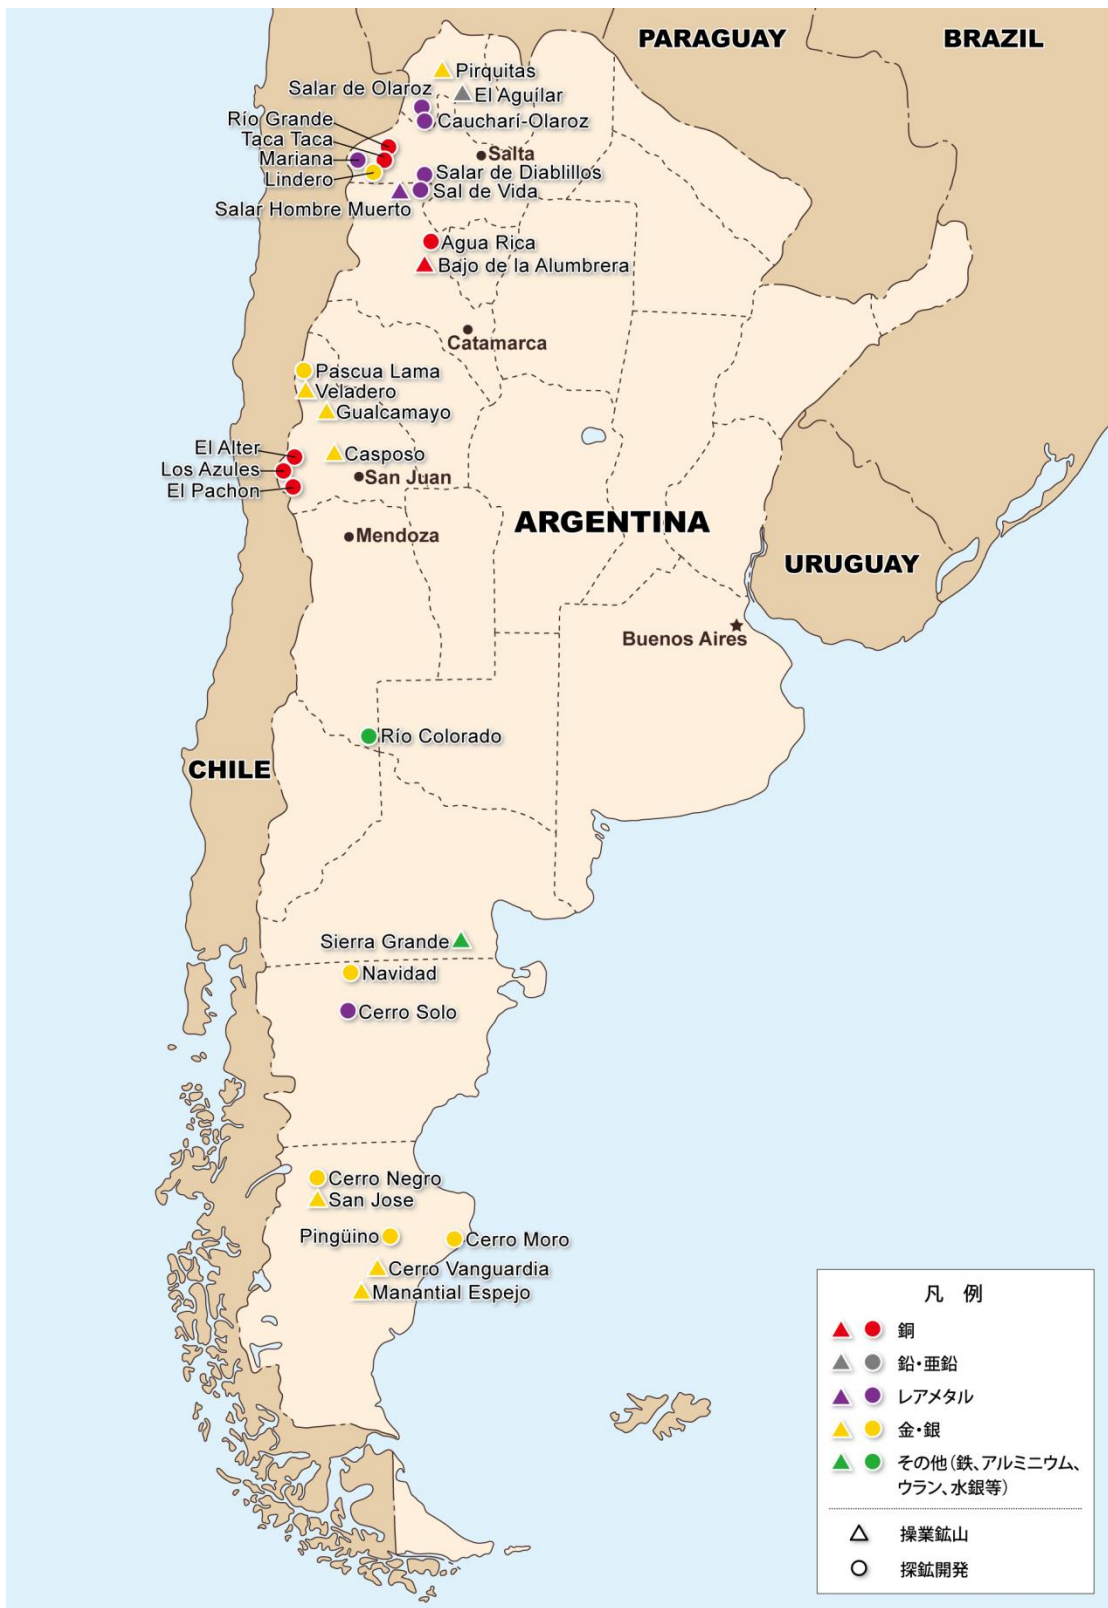 PARAGUAY
BRAZIL
Pirquitas
Salar de Olaroz
El Aguílar
Río Grande
Cauchari-Olaroz
Taca Taca
Mariana
Salta
Lindero
Salar de Diablillos
Sal de Vida
Salar Hombre Muerto
Agua Rica
Bajo de la Alumbrera
Catamarca
Pascua Lama
Veladero
Gualcamayo
El Alter
Casposo
Los Azules
San Juan
El Pachon
ARGENTINA
Mendoza
URUGUAY
Buenos Aires
Río Colorado
CHILE
Sierra Grande
Navidad
Cerro Solo
Cerro Negro
San Jose
Pingüino
Cerro Moro
Cerro Vanguardia
Manantial Espejo
凡 例
銅
鉛・亜鉛
レアメタル
金・銀
その他(鉄、アルミニウム、
ウラン、水銀等)
操業鉱山
探鉱開発